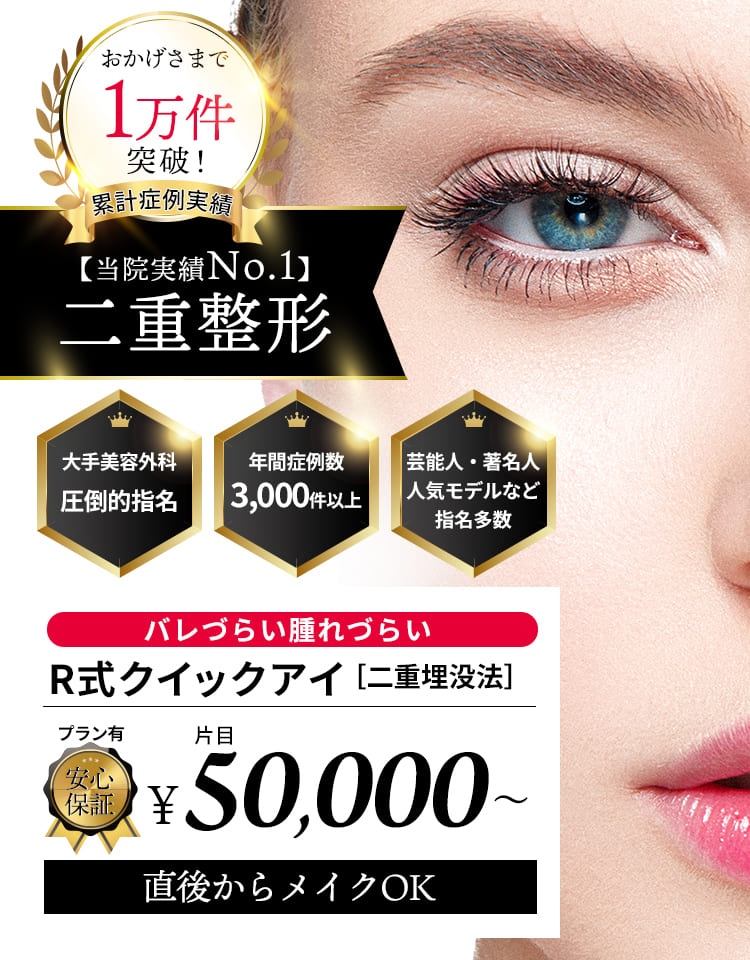 おかげさまで
1万件
突破！
累計症例実績
【当院実績No.1】
二重整形
大手美容外科
圧倒的指名
年間症例数
3,000件以上
芸能人・著名人
人気モデルなど
指名多数
バレづらい腫れづらい
R式クイックアイ［二重埋没法］
プラン有
安心
保証
片目
¥50,000～
直後からメイクOK